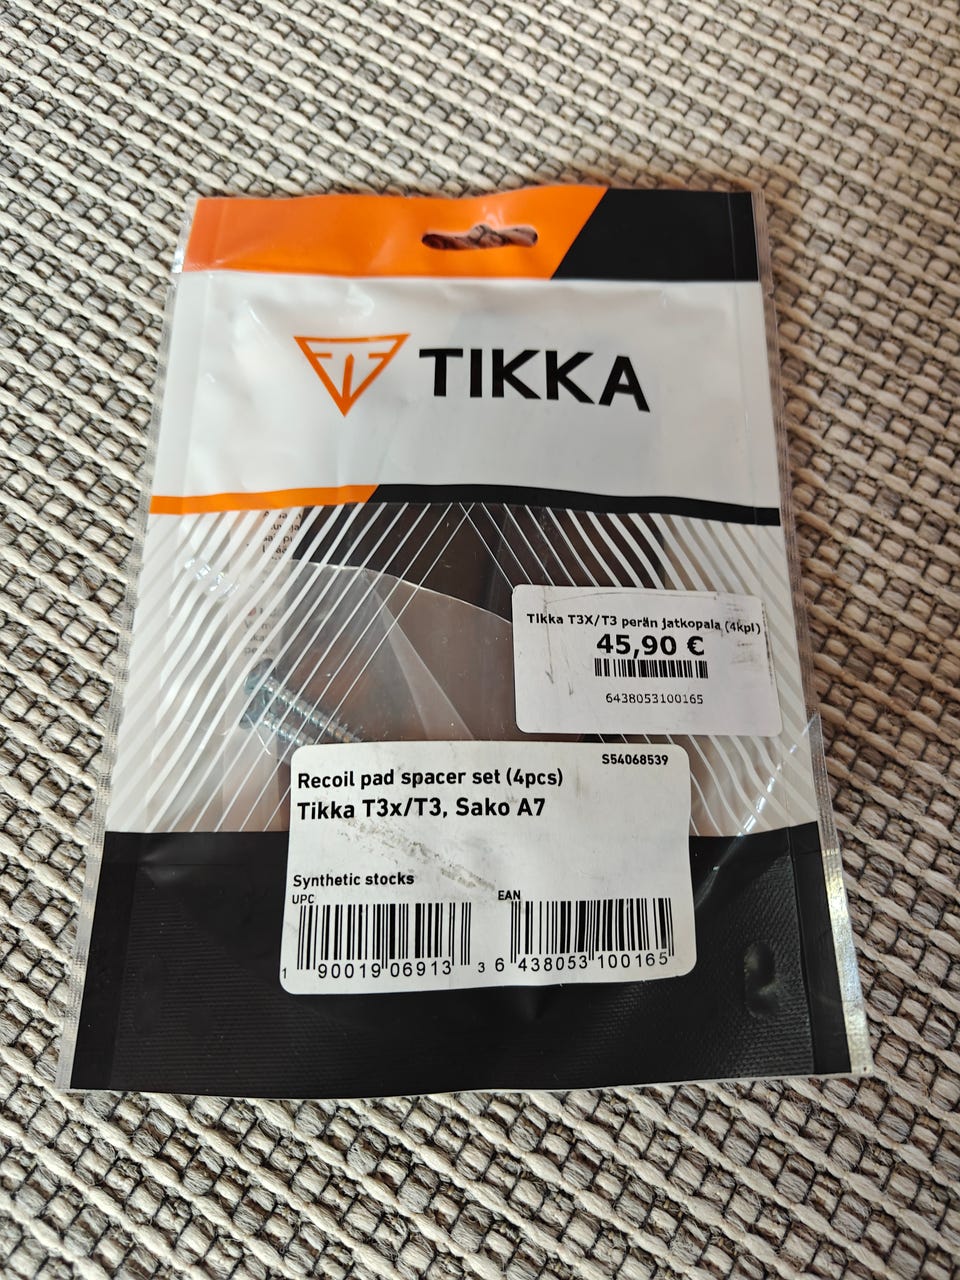 TIKKA
Tikka T3X/T3 perän jatkopala (4kpl)
45,90 €
6438053100165
S54068539
Recoil pad spacer set (4pcs)
Tikka T3x/T3, Sako A7
Synthetic stocks
UPC EAN
1 90019 06913 3 6 438053 100165